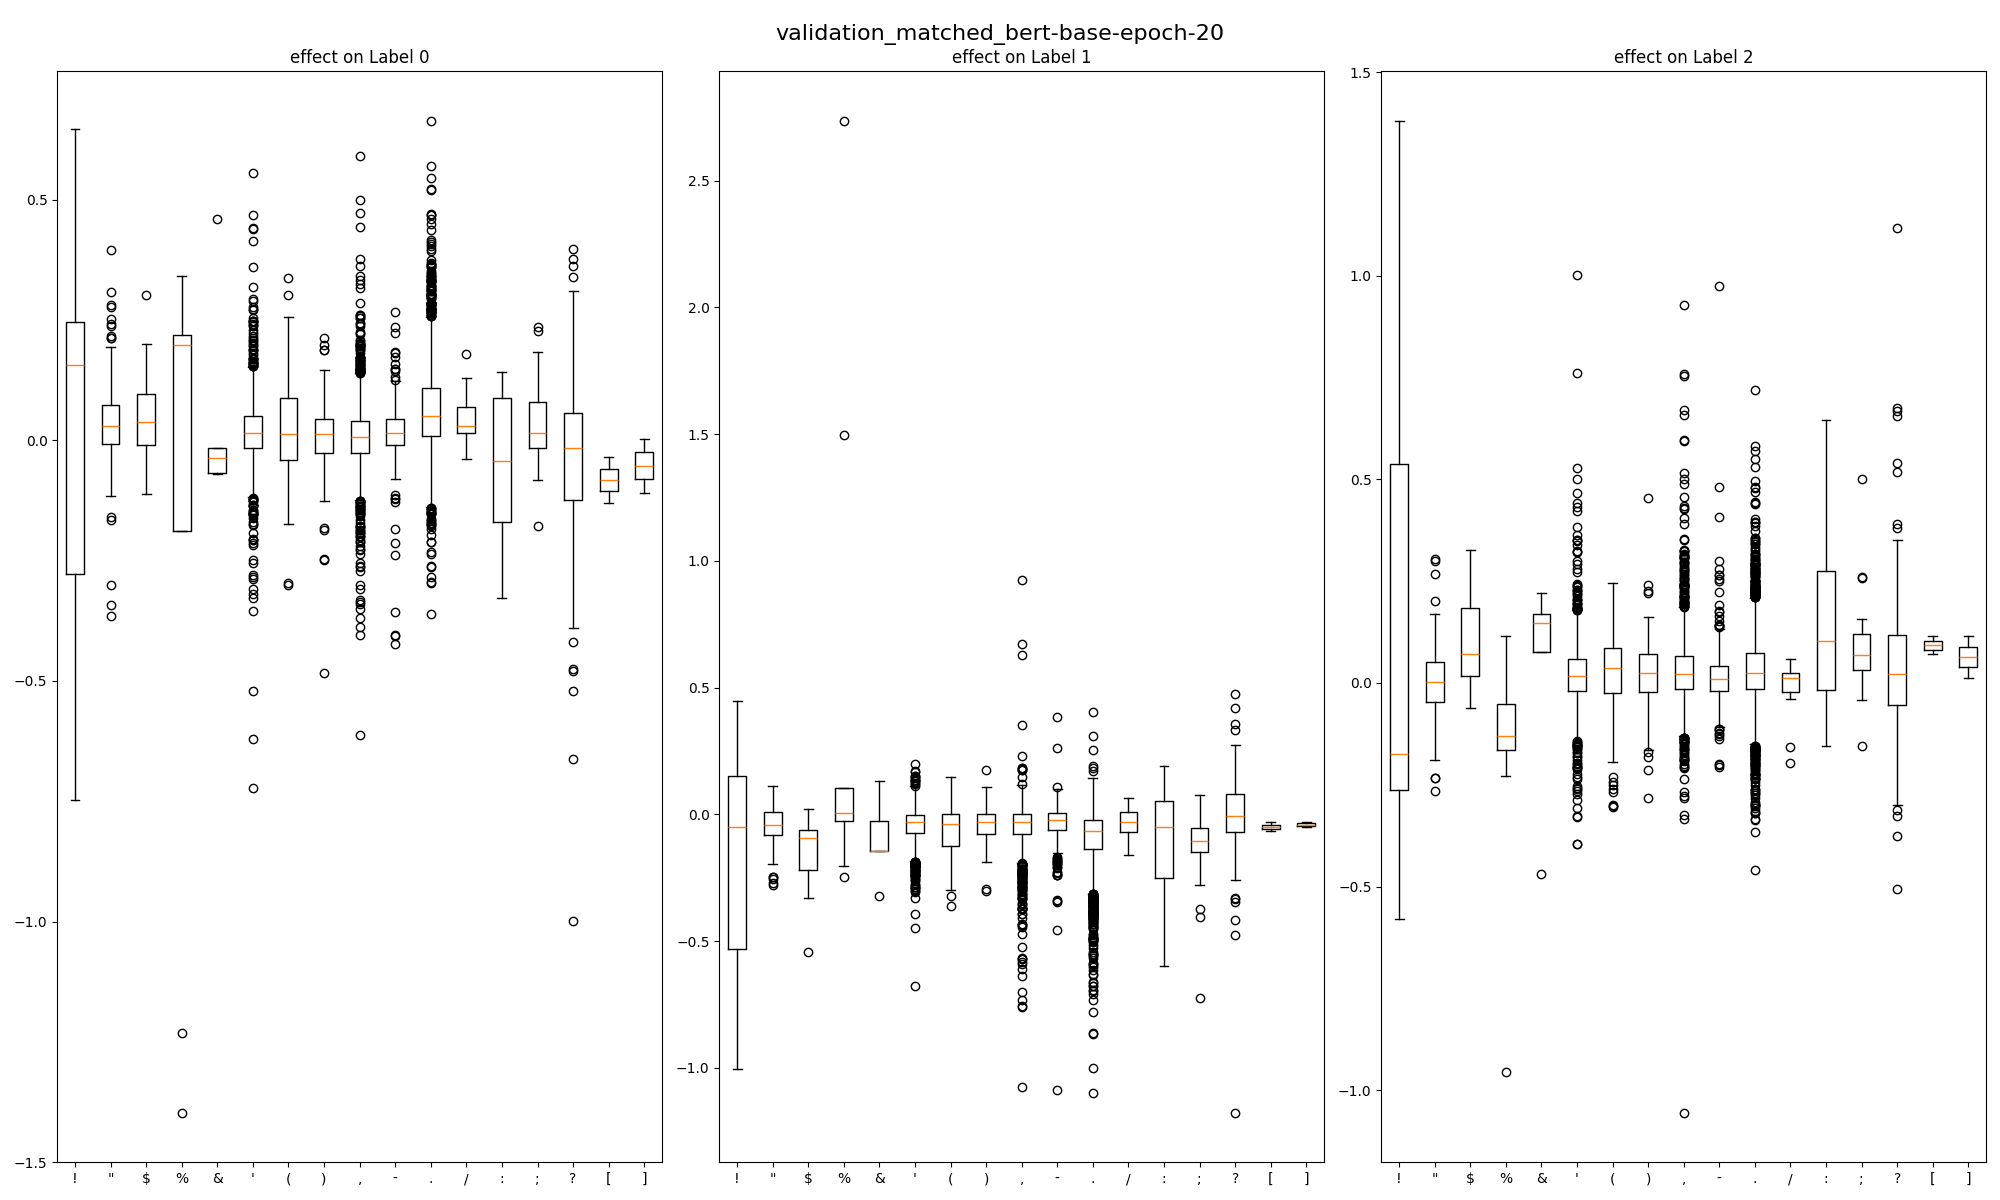 validation_matched_bert-base-epoch-20
effect on Label 0
effect on Label 1
effect on Label 2
0.5
0.0
−0.5
−1.0
−1.5
! " $ % & ' ( ) , - . / : ; ? [ ]
2.5
2.0
1.5
1.0
0.5
0.0
−0.5
−1.0
! " $ % & ' ( ) , - . / : ; ? [ ]
1.5
1.0
0.5
0.0
−0.5
−1.0
! " $ % & ' ( ) , - . / : ; ? [ ]